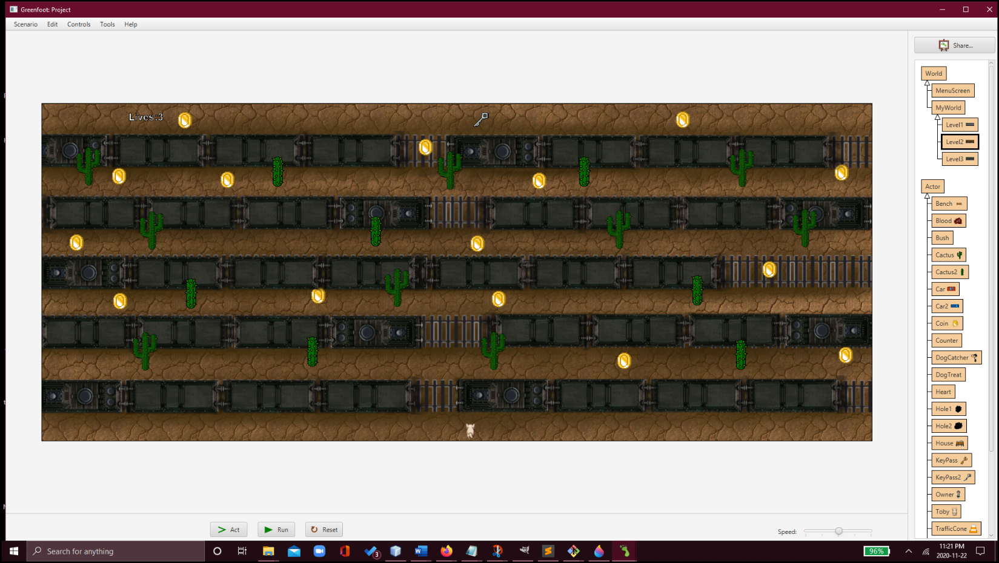 Greenfoot: Project
Scenario Edit Controls Tools Help
Share...
World
MenuScreen
MyWorld
Level1
Level2
Level3
Lives:3
Actor
Bench
Blood
Bush
Cactus
Cactus2
Car
Car2
Coin
Counter
DogCatcher
DogTreat
Heart
Hole1
Hole2
House
KeyPass
KeyPass2
Owner
Toby
TrafficCone
Act Run Reset Speed:
Search for anything
3
96%
11:21 PM
2020-11-22